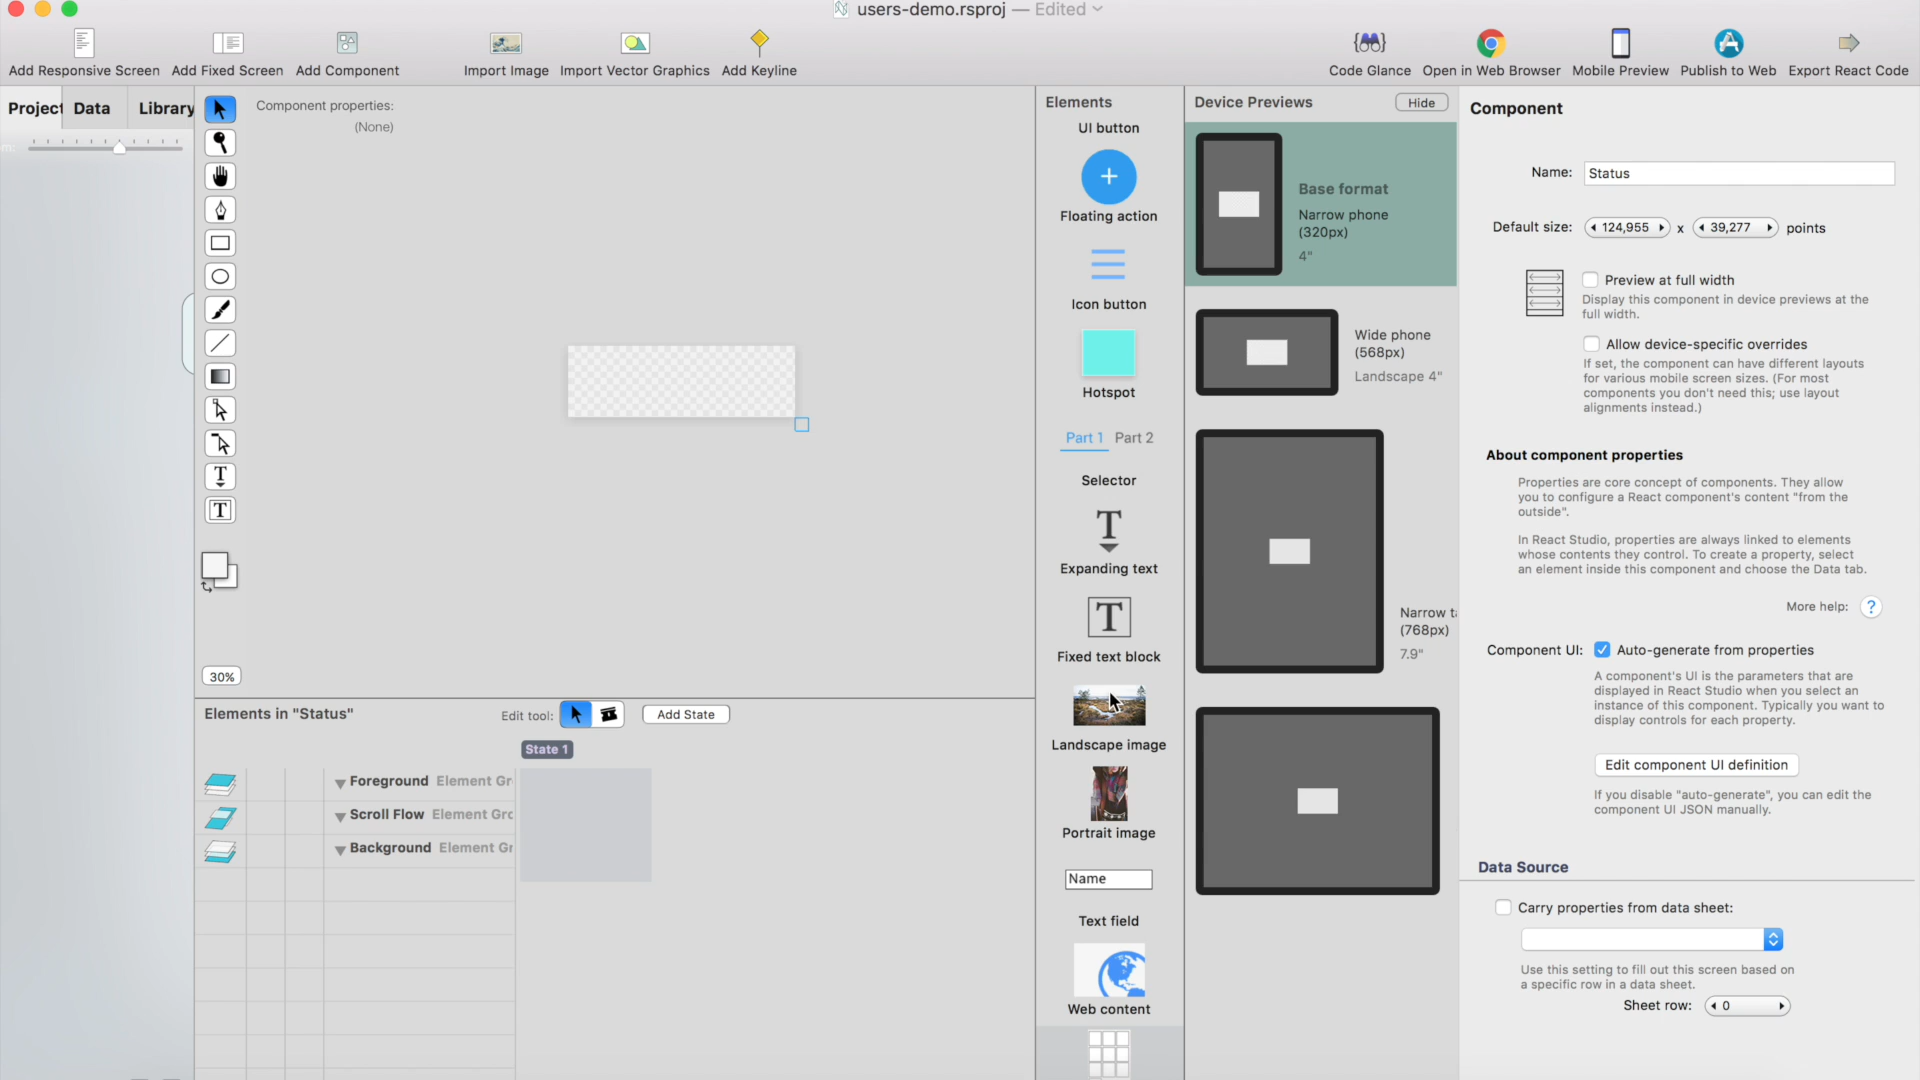 users-demo.rsproj — Edited
Add Responsive Screen
Add Fixed Screen
Add Component
Import Image
Import Vector Graphics
Add Keyline
Code Glance
Open in Web Browser
Mobile Preview
Publish to Web
Export React Code
Project
Data
Library
Component properties:
(None)
T
T
30%
Elements in "Status"
Edit tool:
Add State
State 1
Foreground Element Gr
Scroll Flow Element Gro
Background Element Gr
Elements
UI button
Floating action
Icon button
Hotspot
Part 1 Part 2
Selector
T
Expanding text
T
Fixed text block
Landscape image
Portrait image
Name
Text field
Web content
Device Previews
Hide
Base format
Narrow phone
(320px)
4"
Wide phone
(568px)
Landscape 4"
Narrow ta
(768px)
7.9"
Component
Name: Status
Default size: 124,955 x 39,277 points
Preview at full width
Display this component in device previews at the
full width.
Allow device-specific overrides
If set, the component can have different layouts
for various mobile screen sizes. (For most
components you don't need this; use layout
alignments instead.)
About component properties
Properties are core concept of components. They allow
you to configure a React component's content "from the
outside".
In React Studio, properties are always linked to elements
whose contents they control. To create a property, select
an element inside this component and choose the Data tab.
More help: ?
Component UI: Auto-generate from properties
A component's UI is the parameters that are
displayed in React Studio when you select an
instance of this component. Typically you want to
display controls for each property.
Edit component UI definition
If you disable "auto-generate", you can edit the
component UI JSON manually.
Data Source
Carry properties from data sheet:
Use this setting to fill out this screen based on
a specific row in a data sheet.
Sheet row: 0